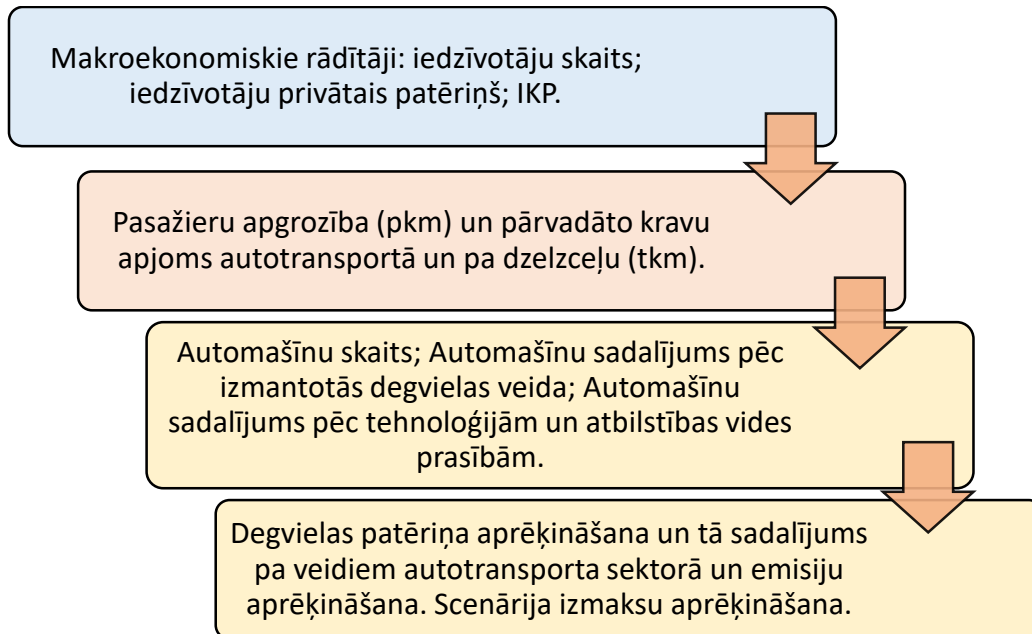 Makroekonomiskie rādītāji: iedzīvotāju skaits;
iedzīvotāju privātais patēriņš; IKP.
Pasažieru apgrozība (pkm) un pārvadāto kravu
apjoms autotransportā un pa dzelzceļu (tkm).
Automašīnu skaits; Automašīnu sadalījums pēc
izmantotās degvielas veida; Automašīnu
sadalījums pēc tehnoloģijām un atbilstības vides
prasībām.
Degvielas patēriņa aprēķināšana un tā sadalījums
pa veidiem autotransporta sektorā un emisiju
aprēķināšana. Scenārija izmaksu aprēķināšana.